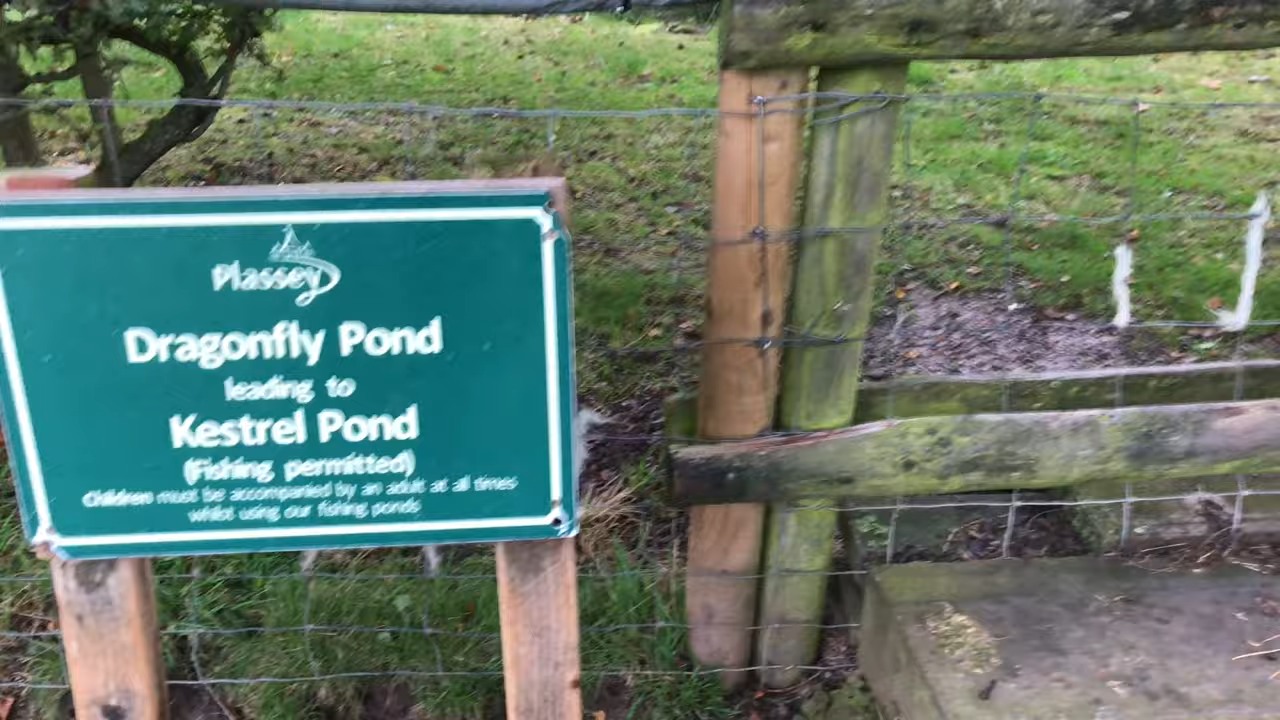 Plassey
Dragonfly Pond
leading to
Kestrel Pond
(Fishing permitted)
Children must be accompanied by an adult at all times
whilst using our fishing ponds